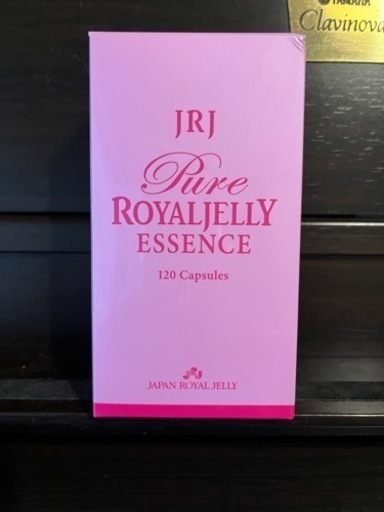 YAMAHA
Clavinova
JRJ
Pure
ROYALJELLY
ESSENCE
120 Capsules
JAPAN ROYAL JELLY